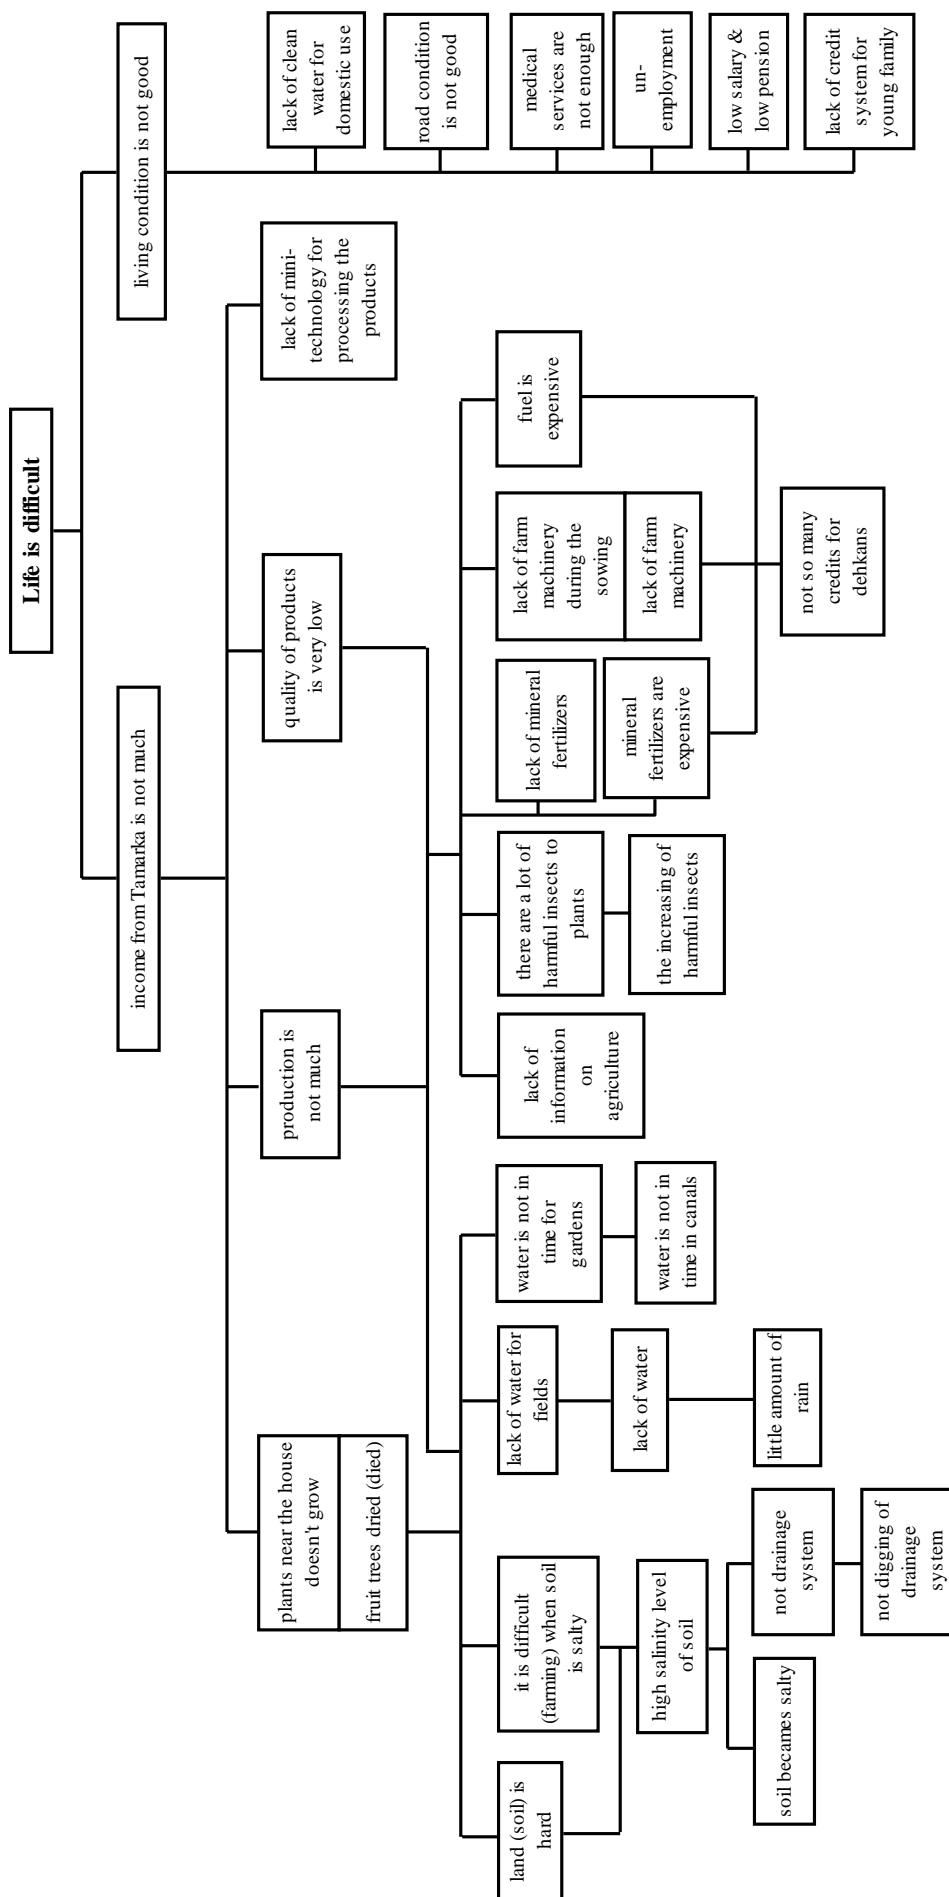 Life is difficult
income from Tamarka is not much
living condition is not good
plants near the house
doesn't grow
fruit trees dried (died)
production is
not much
quality of products
is very low
lack of mini-
technology for
processing the
products
lack of clean
water for
domestic use
road condition
is not good
medical
services are
not enough
un-
employment
low salary &
low pension
lack of credit
system for
young family
land (soil) is
hard
it is difficult
(farming) when soil
is salty
lack of water for
fields
water is not in
time for
gardens
lack of
information
on
agriculture
there are a lot of
harmful insects to
plants
lack of mineral
fertilizers
mineral
fertilizers are
expensive
lack of farm
machinery
during the
sowing
lack of farm
machinery
fuel is
expensive
high salinity level
of soil
lack of water
water is not in
time in canals
the increasing of
harmful insects
soil becames salty
not drainage
system
little amount of
rain
not so many
credits for
dehkans
not digging of
drainage
system